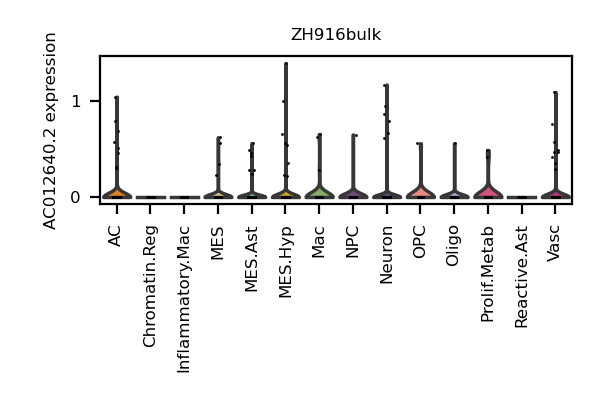 ZH916bulk
AC012640.2 expression
1
0
AC
Chromatin.Reg
Inflammatory.Mac
MES
MES.Ast
MES.Hyp
Mac
NPC
Neuron
OPC
Oligo
Prolif.Metab
Reactive.Ast
Vasc